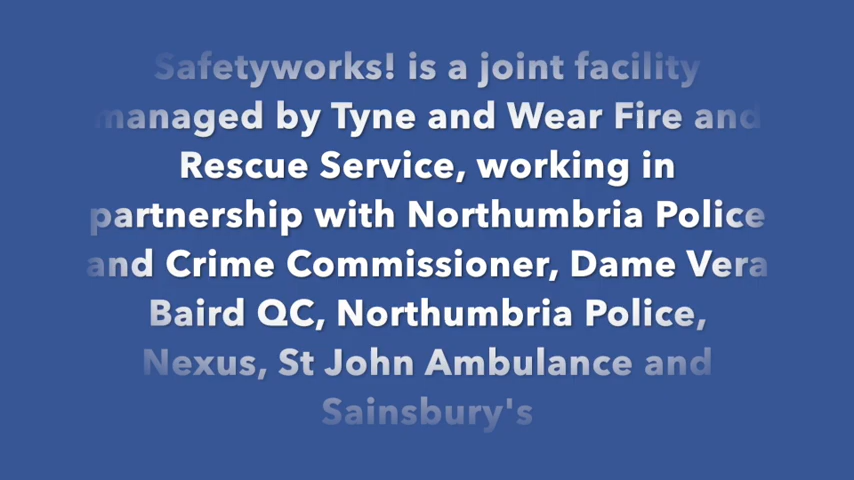 Safetyworks! is a joint facility
managed by Tyne and Wear Fire and
Rescue Service, working in
partnership with Northumbria Police
and Crime Commissioner, Dame Vera
Baird QC, Northumbria Police,
Nexus, St John Ambulance and
Sainsbury's